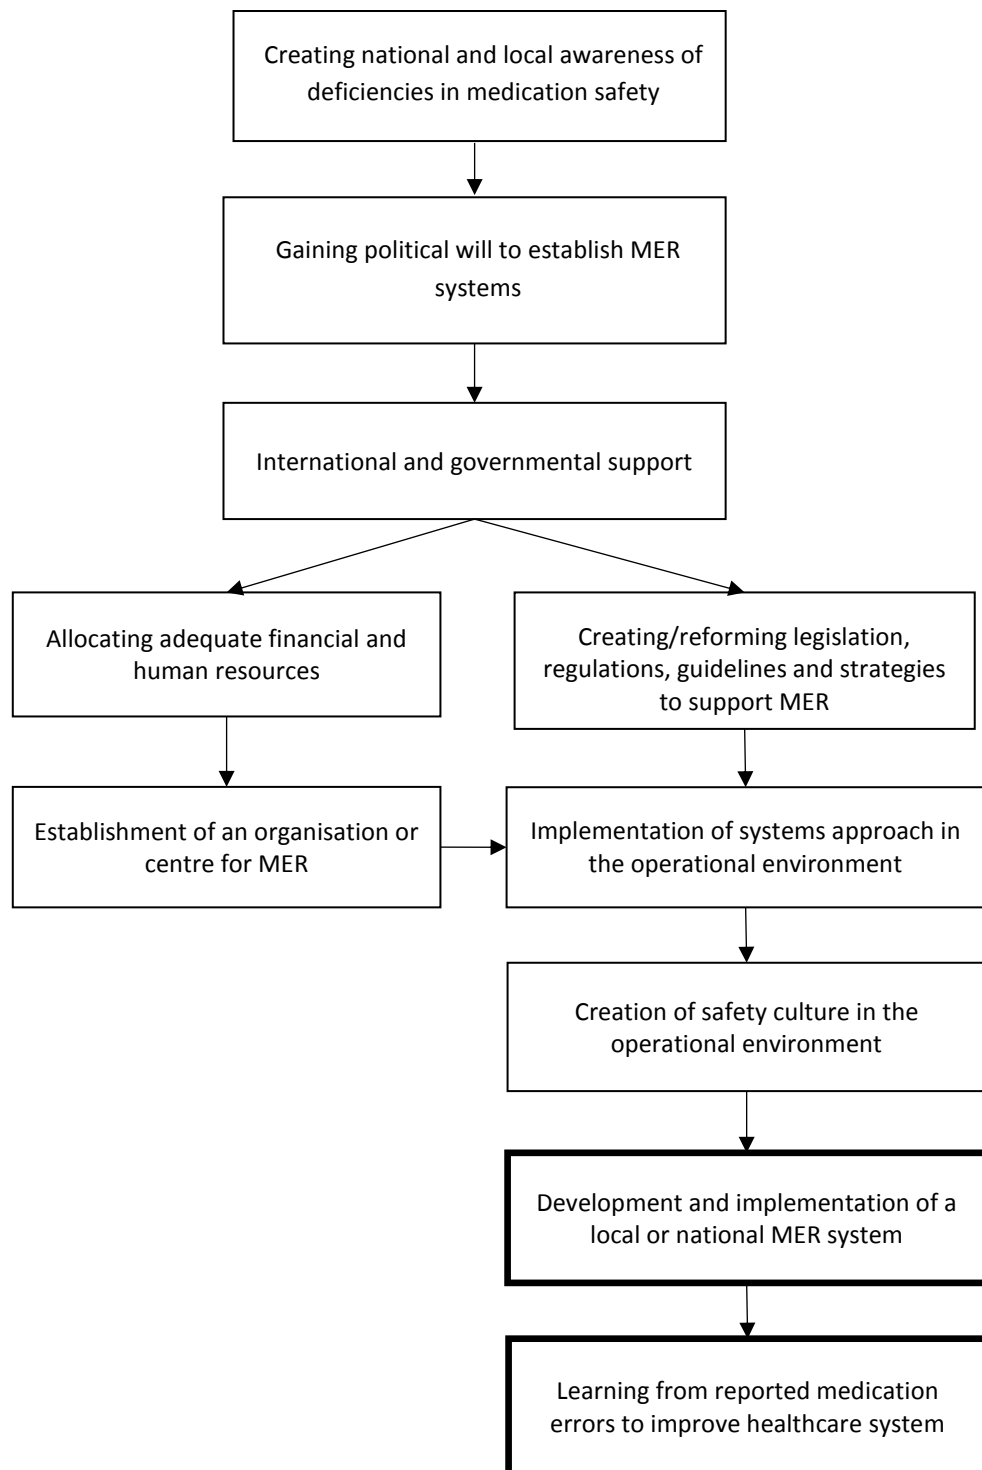 Creating national and local awareness of
deficiencies in medication safety
Gaining political will to establish MER
systems
International and governmental support
Allocating adequate financial and
human resources
Creating/reforming legislation,
regulations, guidelines and strategies
to support MER
Establishment of an organisation or
centre for MER
Implementation of systems approach in
the operational environment
Creation of safety culture in the
operational environment
Development and implementation of a
local or national MER system
Learning from reported medication
errors to improve healthcare system